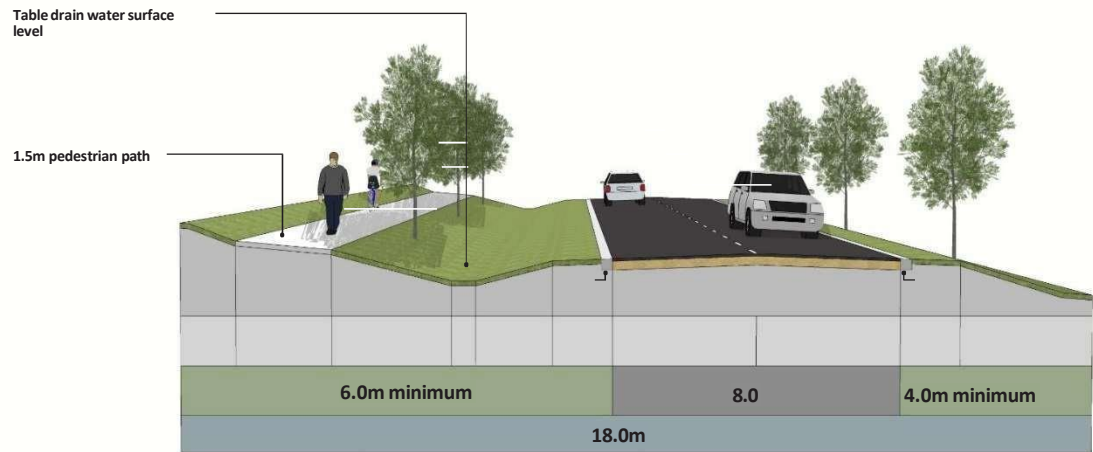 Table drain water surface
level
1.5m pedestrian path
6.0m minimum
8.0
4.0m minimum
18.0m